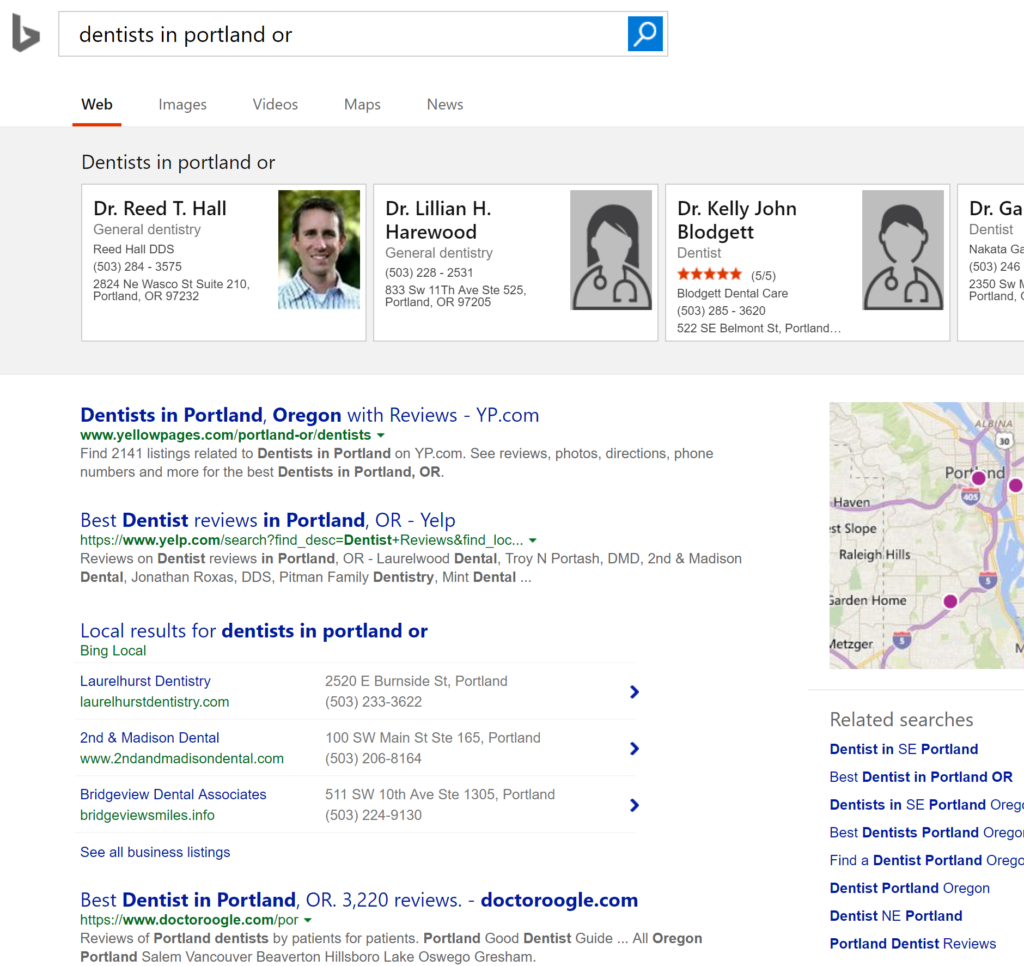 dentists in portland or
Web Images Videos Maps News
Dentists in portland or
Dr. Reed T. Hall
General dentistry
Reed Hall DDS
(503) 284 - 3575
2824 Ne Wasco St Suite 210,
Portland, OR 97232
Dr. Lillian H.
Harewood
General dentistry
(503) 228 - 2531
833 Sw 11Th Ave Ste 525,
Portland, OR 97205
Dr. Kelly John
Blodgett
Dentist
(5/5)
Blodgett Dental Care
(503) 285 - 3620
522 SE Belmont St, Portland…
Dr. Ga
Dentist
Nakata Ga
(503) 246
2350 Sw M
Portland,
Dentists in Portland, Oregon with Reviews - YP.com
www.yellowpages.com/portland-or/dentists
Find 2141 listings related to Dentists in Portland on YP.com. See reviews, photos, directions, phone
numbers and more for the best Dentists in Portland, OR.
Best Dentist reviews in Portland, OR - Yelp
https://www.yelp.com/search?find_desc=Dentist+Reviews&find_loc...
Reviews on Dentist reviews in Portland, OR - Laurelwood Dental, Troy N Portash, DMD, 2nd & Madison
Dental, Jonathan Roxas, DDS, Pitman Family Dentistry, Mint Dental ...
Local results for dentists in portland or
Bing Local
Laurelhurst Dentistry 2520 E Burnside St, Portland
laurelhurstdentistry.com (503) 233-3622
2nd & Madison Dental 100 SW Main St Ste 165, Portland
www.2ndandmadisondental.com (503) 206-8164
Bridgeview Dental Associates 511 SW 10th Ave Ste 1305, Portland
bridgeviewsmiles.info (503) 224-9130
See all business listings
Best Dentist in Portland, OR. 3,220 reviews. - doctoroogle.com
https://www.doctoroogle.com/por
Reviews of Portland dentists by patients for patients. Portland Good Dentist Guide ... All Oregon
Portland Salem Vancouver Beaverton Hillsboro Lake Oswego Gresham.
ALBINA
30
Portland
405
Haven
est Slope
Raleigh Hills
5
Garden Home
5
Metzger
M
Related searches
Dentist in SE Portland
Best Dentist in Portland OR
Dentists in SE Portland Orego
Best Dentists Portland Oregon
Find a Dentist Portland Orego
Dentist Portland Oregon
Dentist NE Portland
Portland Dentist Reviews